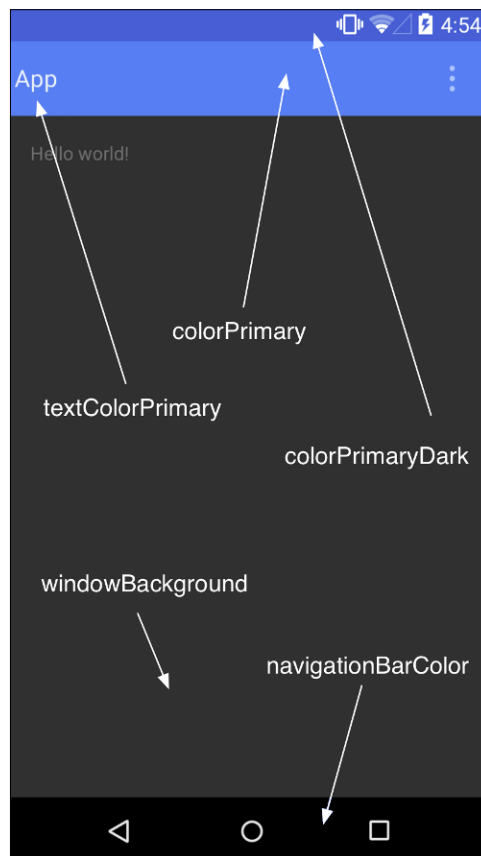 4:54
App
Hello world!
colorPrimary
textColorPrimary
colorPrimaryDark
windowBackground
navigationBarColor